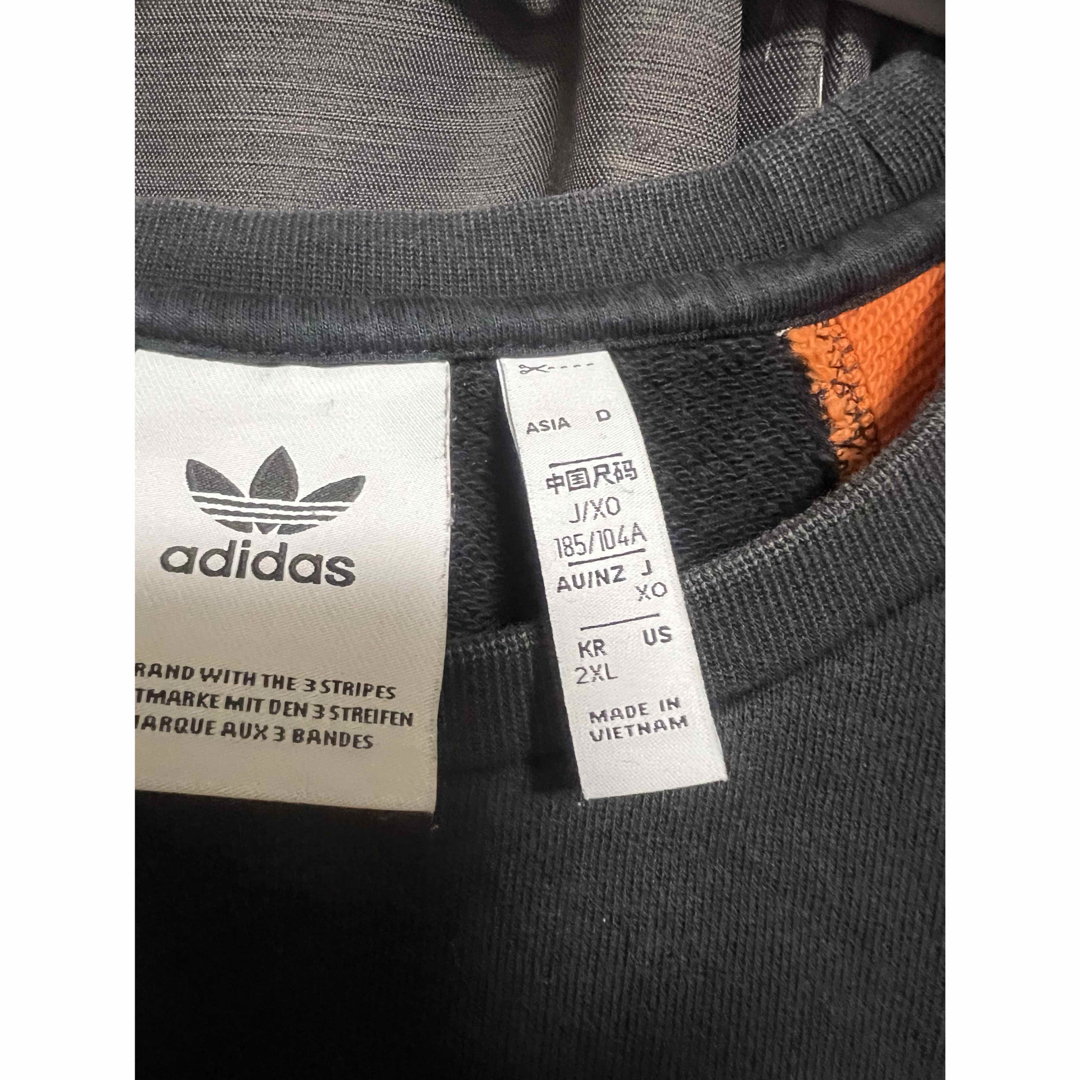 adidas
RAND WITH THE 3 STRIPES
TMARKE MIT DEN 3 STREIFEN
MARQUE AUX 3 BANDES
ASIA D
中国尺码
J/XO
185/104A
AU/NZ J
XO
KR US
2XL
MADE IN
VIETNAM